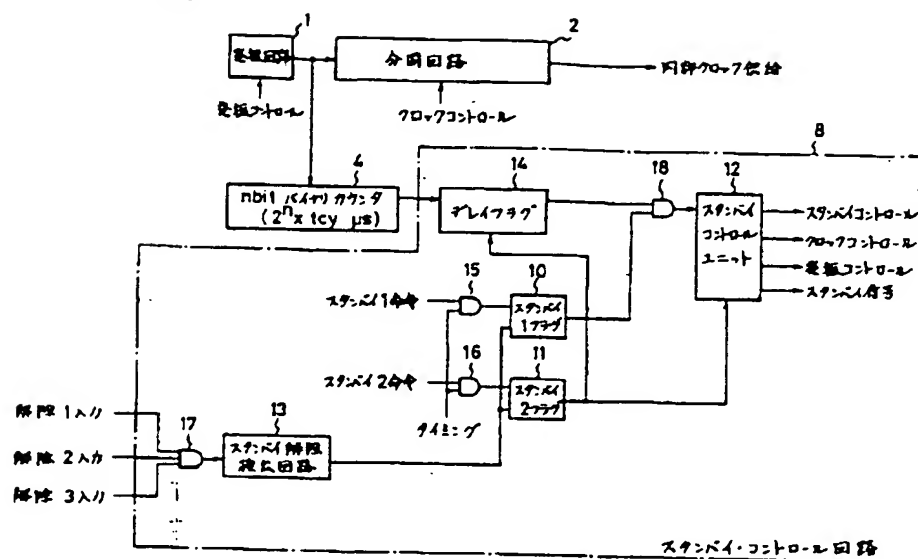 1
発振回路
2
分周回路
内部クロック供給
発振コントロール
クロックコントロール
8
4
nbit バイナリカウンタ
(2ⁿx tcy μs)
14
ディレイフラグ
18
12
スタンバイ
コントロール
ユニット
スタンバイコントロール
クロックコントロール
発振コントロール
スタンバイ信号
15
スタンバイ1命令
10
スタンバイ
1フラグ
16
スタンバイ2命令
11
スタンバイ
2フラグ
タイミング
解除1入力
17
13
スタンバイ解除
検出回路
解除2入力
解除3入力
スタンバイ・コントロール回路